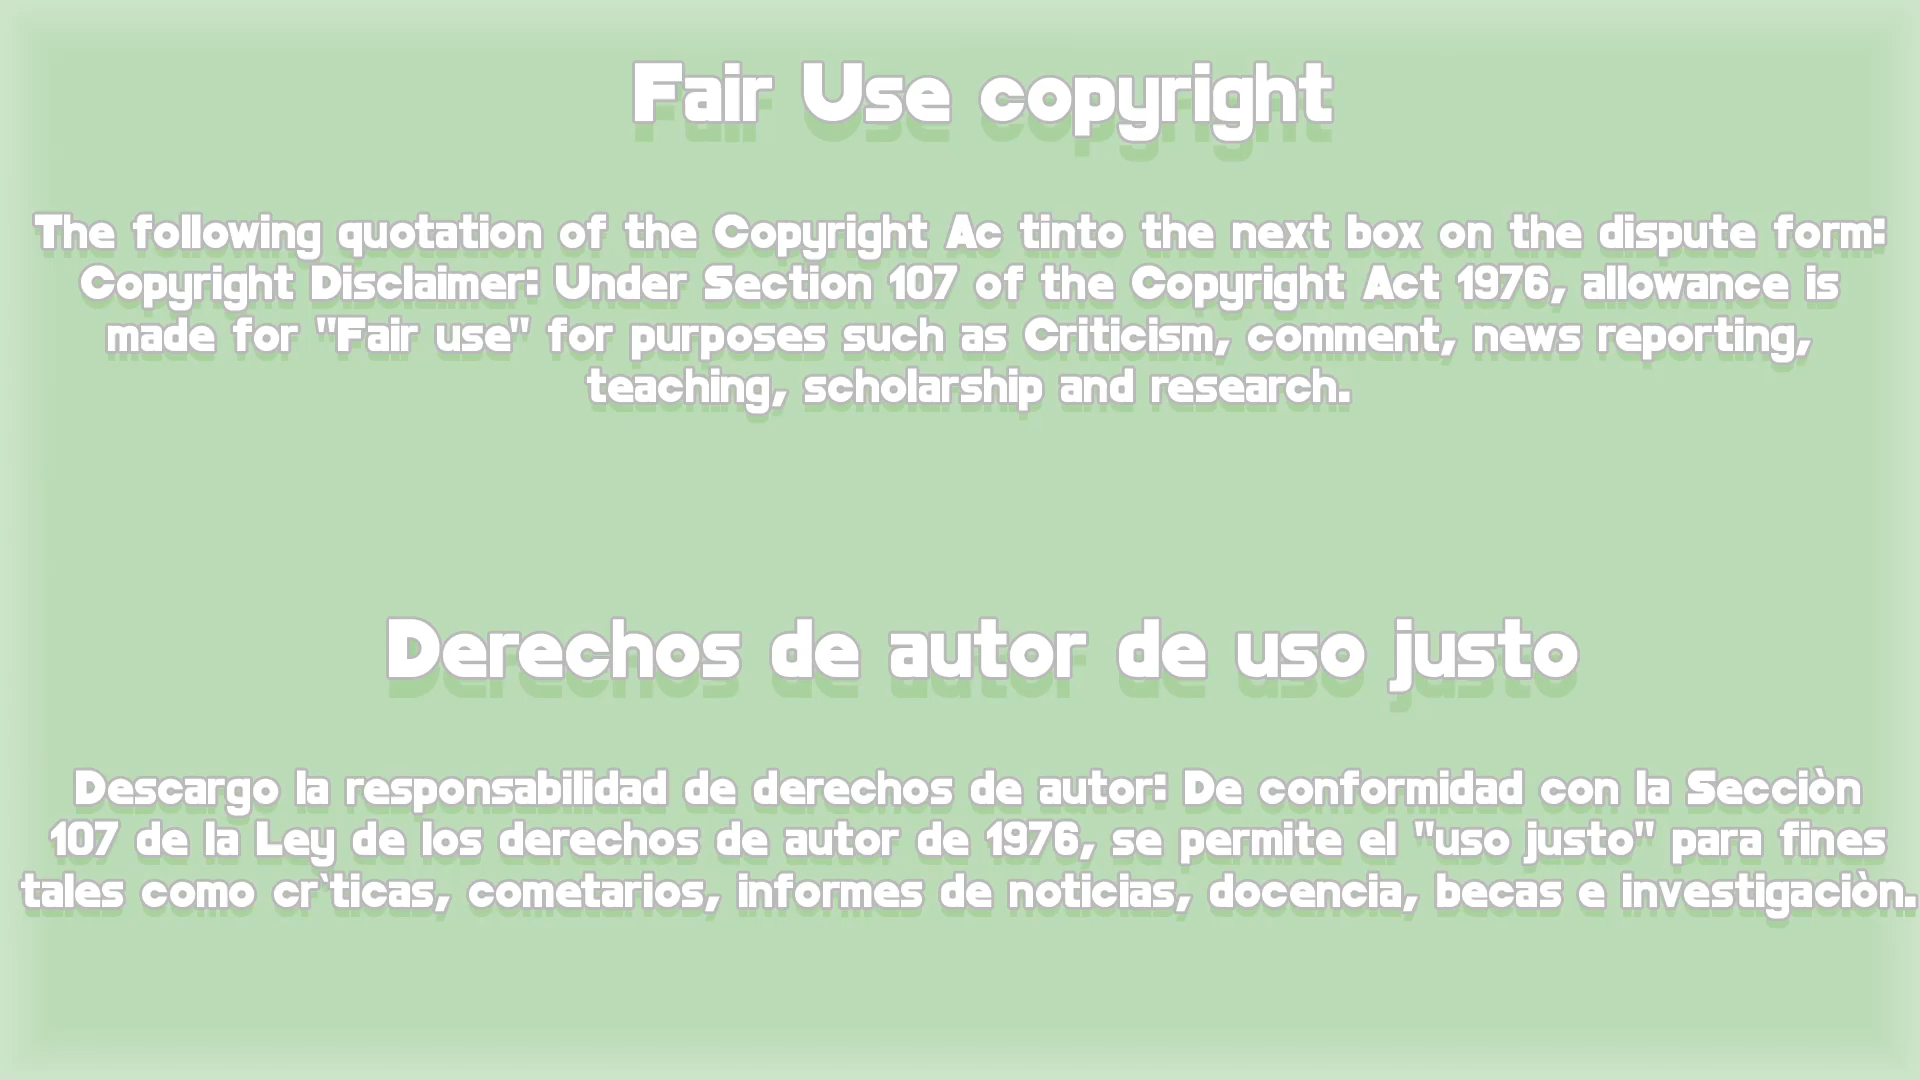 Fair Use copyright
The following quotation of the Copyright Ac tinto the next box on the dispute form:
Copyright Disclaimer: Under Section 107 of the Copyright Act 1976, allowance is
made for "Fair use" for purposes such as Criticism, comment, news reporting,
teaching, scholarship and research.
Derechos de autor de uso justo
Descargo la responsabilidad de derechos de autor: De conformidad con la Secciòn
107 de la Ley de los derechos de autor de 1976, se permite el "uso justo" para fines
tales como cr`ticas, cometarios, informes de noticias, docencia, becas e investigaciòn.